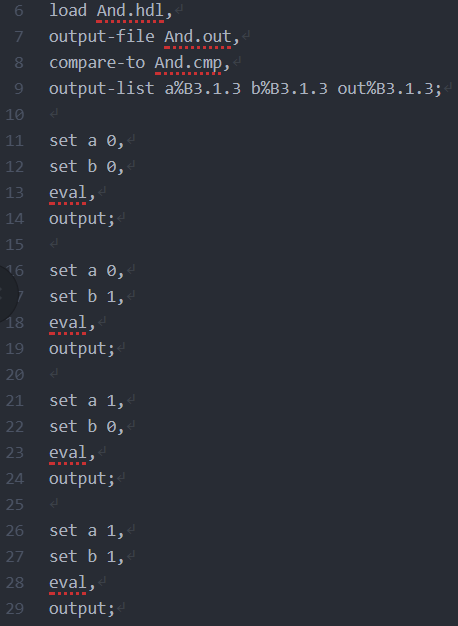 6 load And.hdl,
7 output-file And.out,
8 compare-to And.cmp,
9 output-list a%B3.1.3 b%B3.1.3 out%B3.1.3;
10
11 set a 0,
12 set b 0,
13 eval,
14 output;
15
16 set a 0,
7 set b 1,
18 eval,
19 output;
20
21 set a 1,
22 set b 0,
23 eval,
24 output;
25
26 set a 1,
27 set b 1,
28 eval,
29 output;